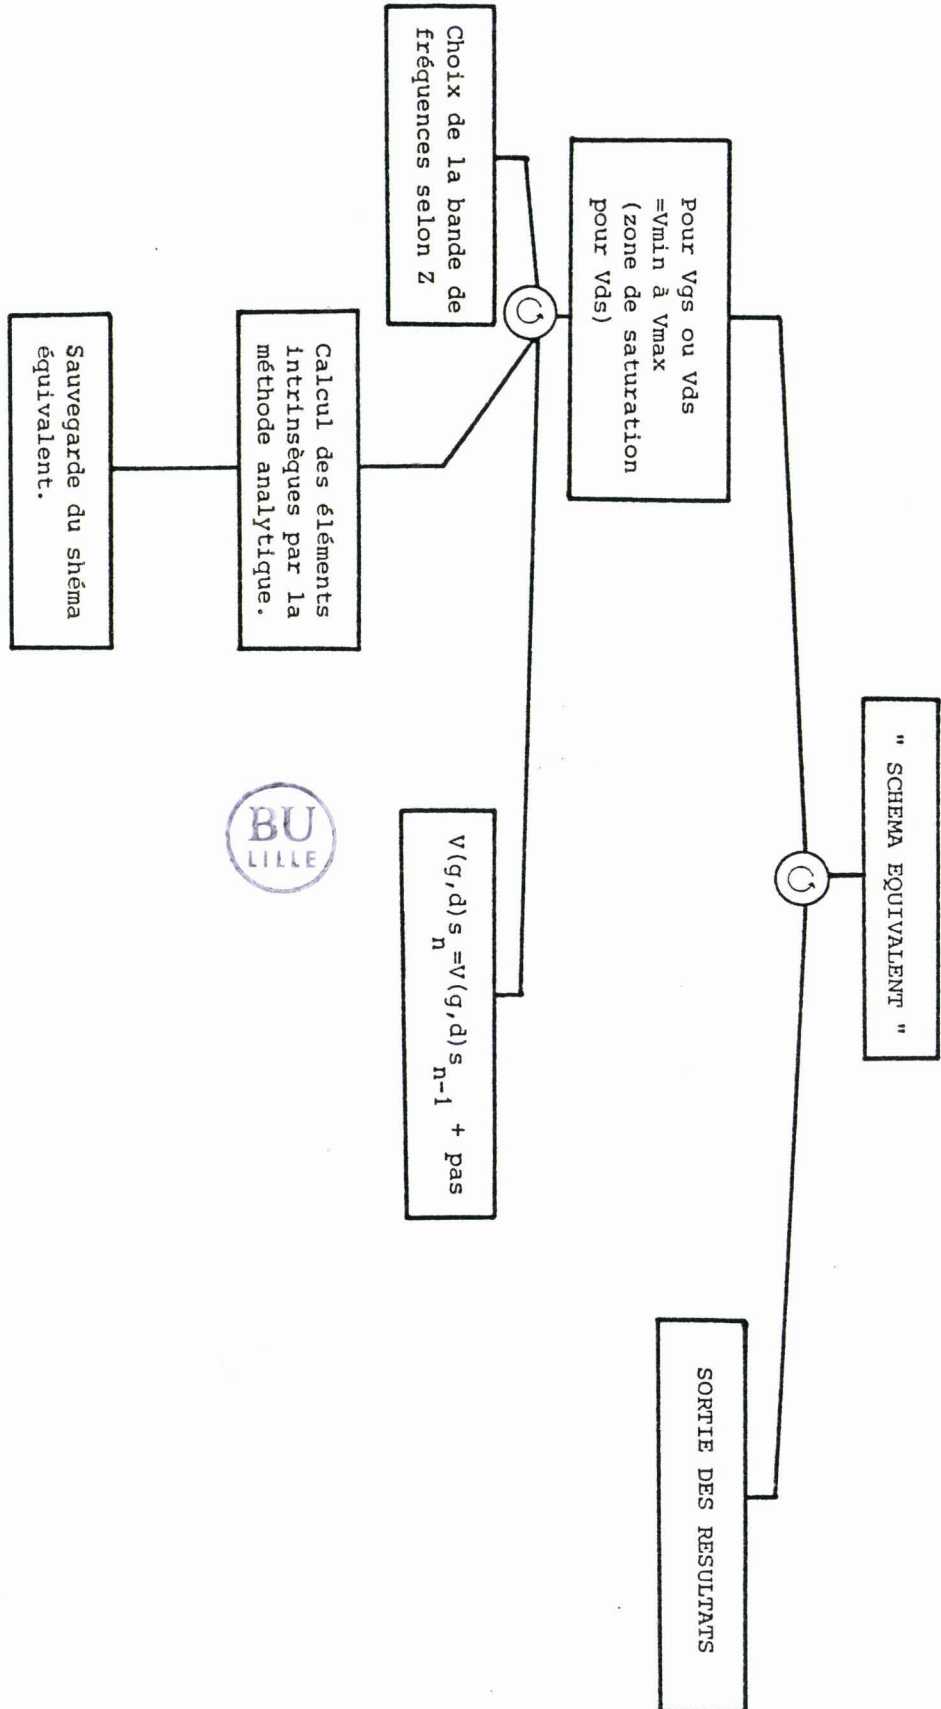 " SCHEMA EQUIVALENT "
Pour Vgs ou Vds
=Vmin à Vmax
(zone de saturation
pour Vds)
SORTIE DES RESULTATS
Choix de la bande de
fréquences selon Z
Calcul des éléments
intrinsèques par la
méthode analytique.
Sauvegarde du shéma
équivalent.
V(g,d)s n =V(g,d)s n-1 + pas
BU
LILLE